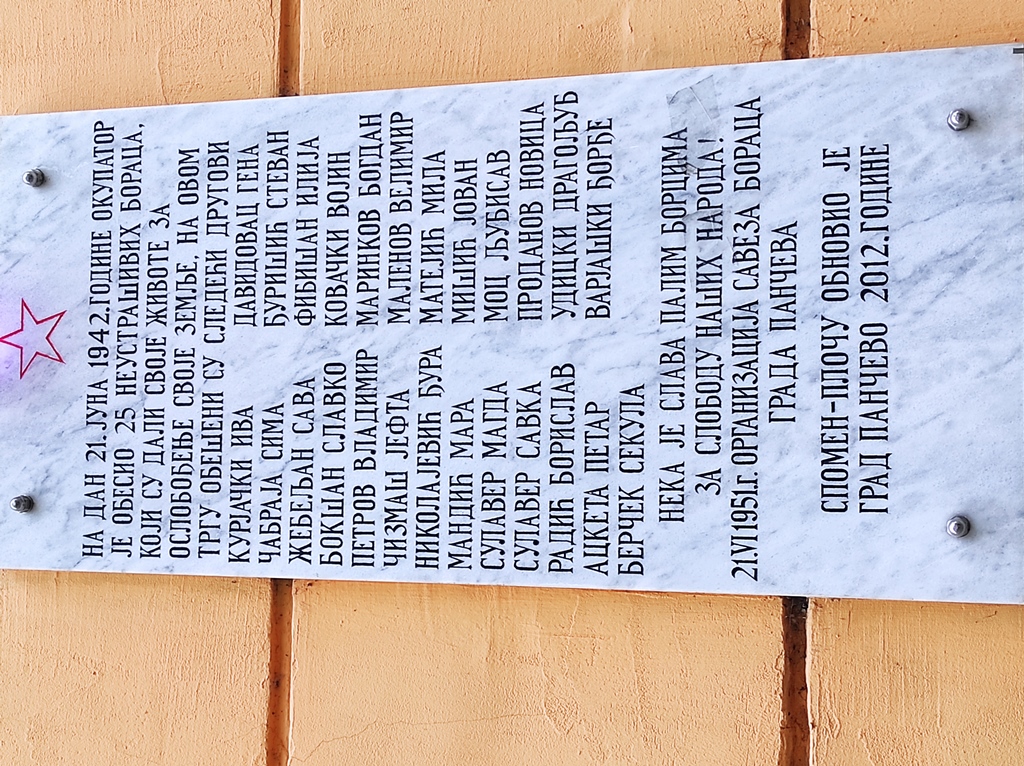 НА ДАН 21. ЈУНА 1942. ГОДИНЕ ОКУПАТОР
ЈЕ ОБЕСИО 25 НЕУСТРАШИВИХ БОРАЦА,
КОЈИ СУ ДАЛИ СВОЈЕ ЖИВОТЕ ЗА
ОСЛОБОЂЕЊЕ СВОЈЕ ЗЕМЉЕ, НА ОВОМ
ТРГУ ОБЕШЕНИ СУ СЛЕДЕЋИ ДРУГОВИ
КУРЈАЧКИ ИВА
ЧАБРАЈА СИМА
ЖЕБЕЉАН САВА
БОКШАН СЛАВКО
ПЕТРОВ ВЛАДИМИР
ЧИЗМАШ ЈЕФТА
НИКОЛАЈЕВИЋ ЂУРА
МАНДИЋ МАРА
СУЛАВЕР МАГДА
СУЛАВЕР САВКА
РАДИЋ БОРИСЛАВ
АЦКЕТА ПЕТАР
БЕРЧЕК СЕКУЛА
ДАВИДОВАЦ ГЕНА
ЂУРИШИЋ СТЕВАН
ФИБИШАН ИЛИЈА
КОВАЧКИ ВОЈИН
МАРИНКОВ БОГДАН
МАЛЕНОВ ВЕЛИМИР
МАТЕЈИЋ МИЛА
МИШИЋ ЈОВАН
МОЦ ЉУБИСАВ
ПРОДАНОВ НОВИЦА
УДИЦКИ ДРАГОЉУБ
ВАРЈАШКИ ЂОРЂЕ
НЕКА ЈЕ СЛАВА ПАЛИМ БОРЦИМА
ЗА СЛОБОДУ НАШИХ НАРОДА!
21.VI 1951.г. ОРГАНИЗАЦИЈА САВЕЗА БОРАЦА
ГРАДА ПАНЧЕВА
СПОМЕН-ПЛОЧУ ОБНОВИО ЈЕ
ГРАД ПАНЧЕВО 2012. ГОДИНЕ